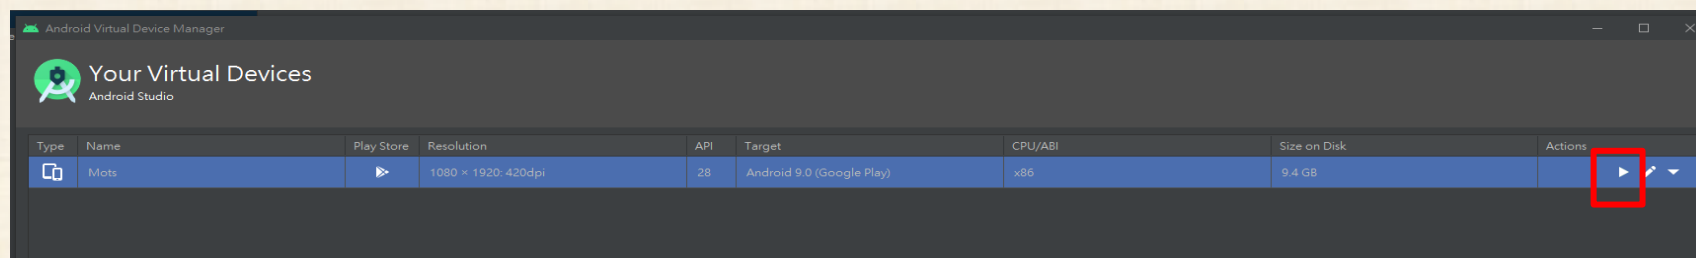 Android Virtual Device Manager
Your Virtual Devices
Android Studio
Type Name Play Store Resolution API Target CPU/ABI Size on Disk Actions
Mots 1080 × 1920: 420dpi 28 Android 9.0 (Google Play) x86 9.4 GB